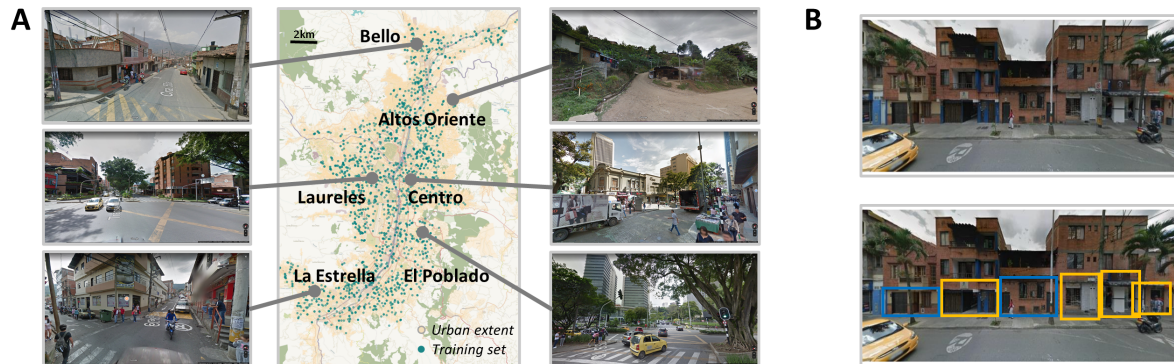 A
B
2km
Bello
Altos Oriente
Laureles
Centro
La Estrella
El Poblado
Urban extent
Training set